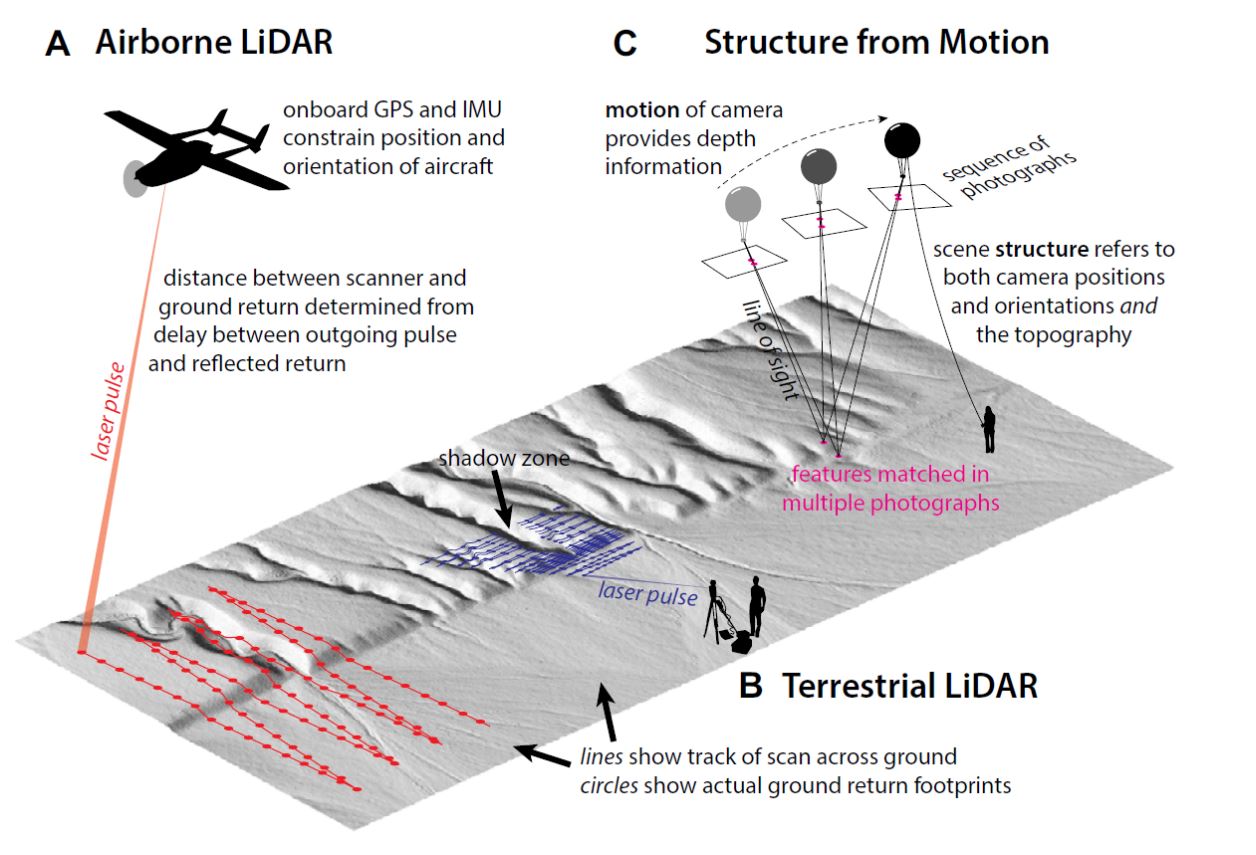 A Airborne LiDAR
onboard GPS and IMU
constrain position and
orientation of aircraft
distance between scanner and
ground return determined from
delay between outgoing pulse
and reflected return
laser pulse
C Structure from Motion
motion of camera
provides depth
information
sequence of
photographs
scene structure refers to
both camera positions
and orientations and
the topography
line of sight
features matched in
multiple photographs
shadow zone
laser pulse
B Terrestrial LiDAR
lines show track of scan across ground
circles show actual ground return footprints